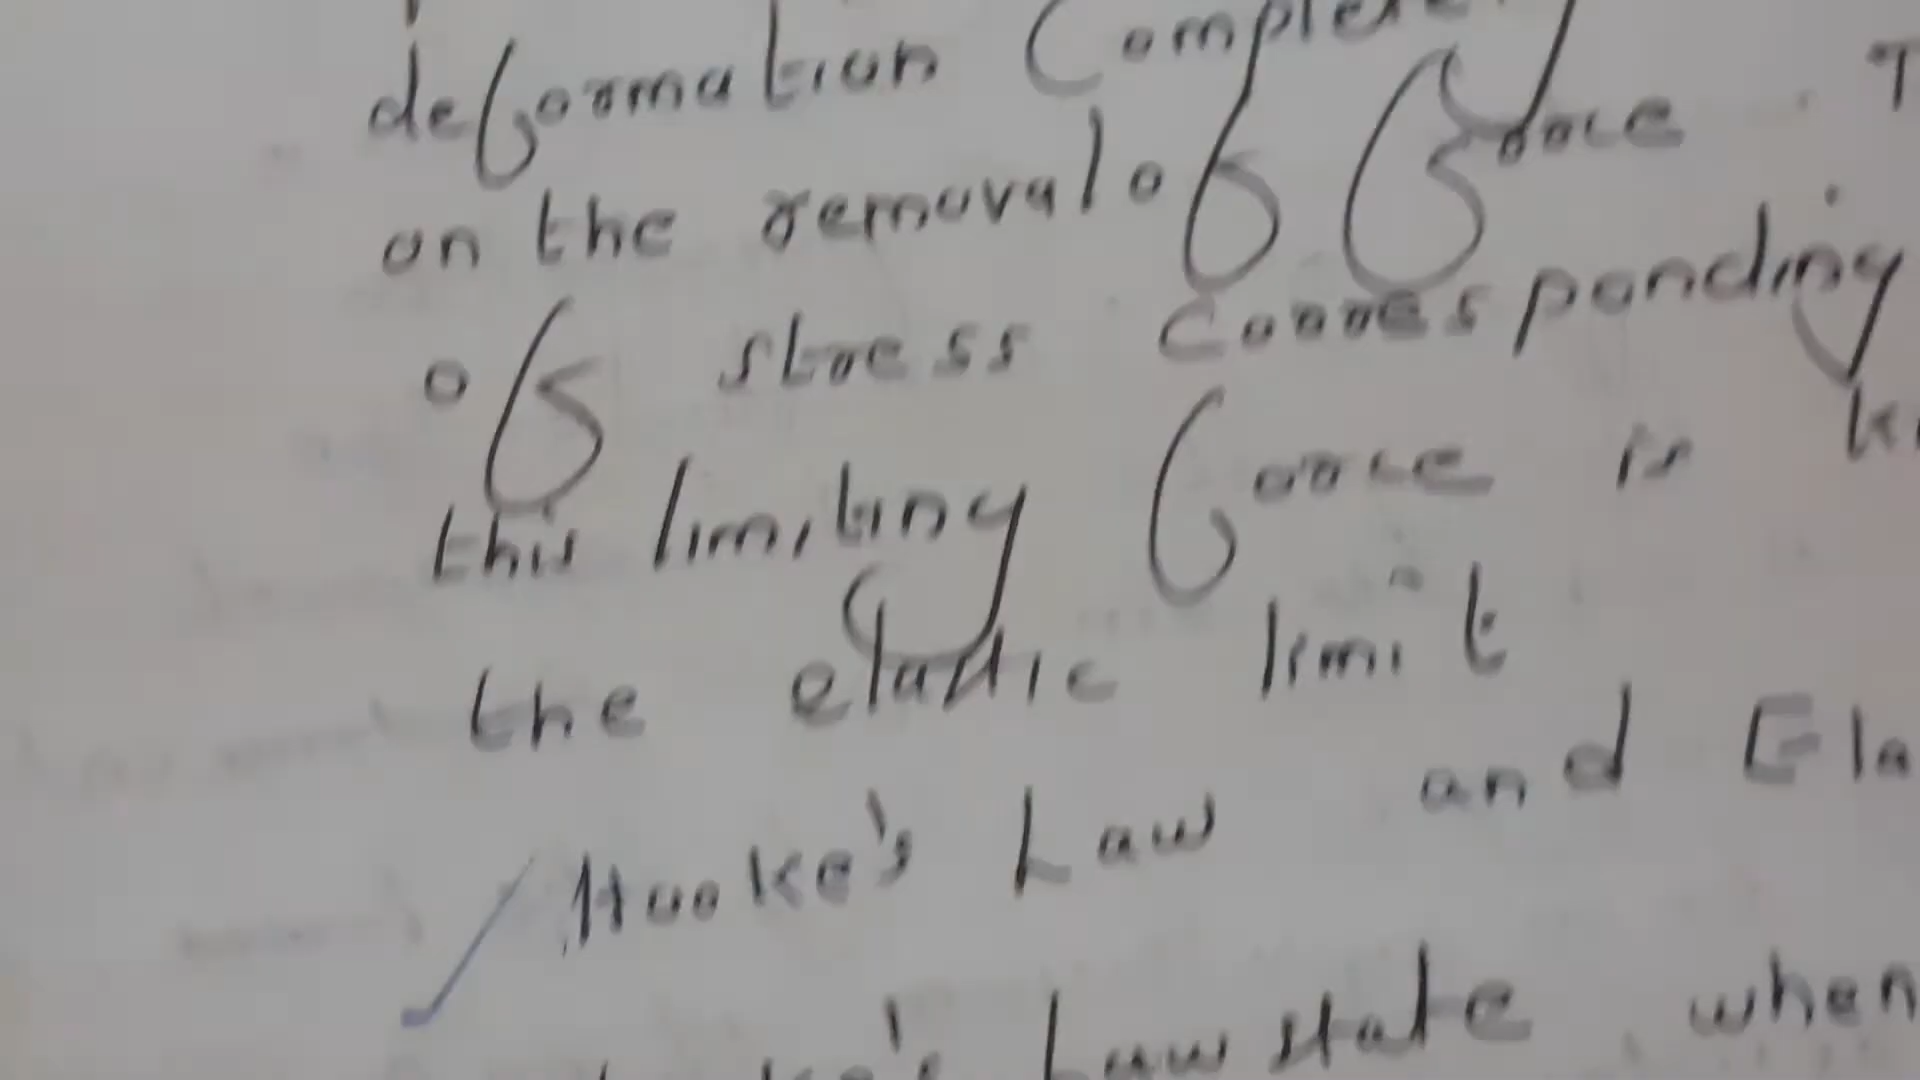 deformation Complete
on the removal of force T
of stress Corresponding
this limiting force is
the elastic limit
Hooke's Law and Ela
Law state when